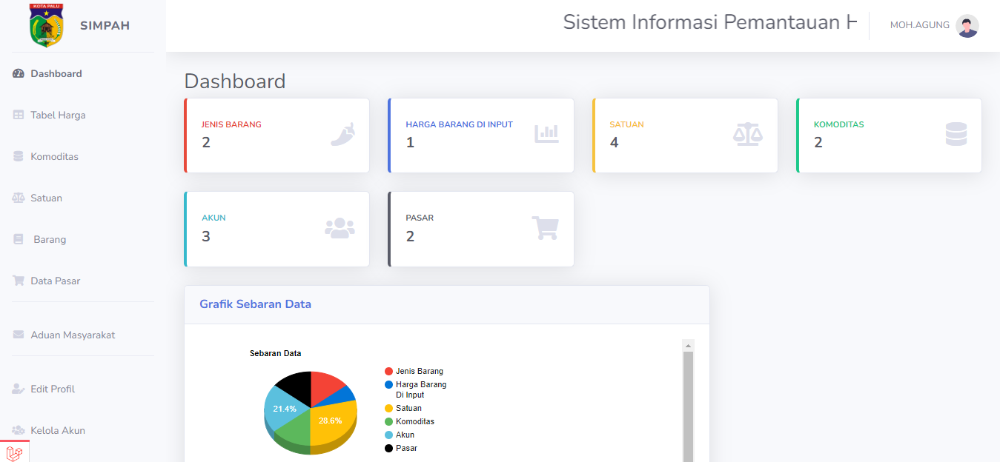 KOTA PALU
SIMPAH
Sistem Informasi Pemantauan
MOH.AGUNG
Dashboard
Tabel Harga
Komoditas
Satuan
Barang
Data Pasar
Aduan Masyarakat
Edit Profil
Kelola Akun
Dashboard
JENIS BARANG
2
HARGA BARANG DI INPUT
1
SATUAN
4
KOMODITAS
2
AKUN
3
PASAR
2
Grafik Sebaran Data
Sebaran Data
21.4%
28.6%
Jenis Barang
Harga Barang
Di Input
Satuan
Komoditas
Akun
Pasar